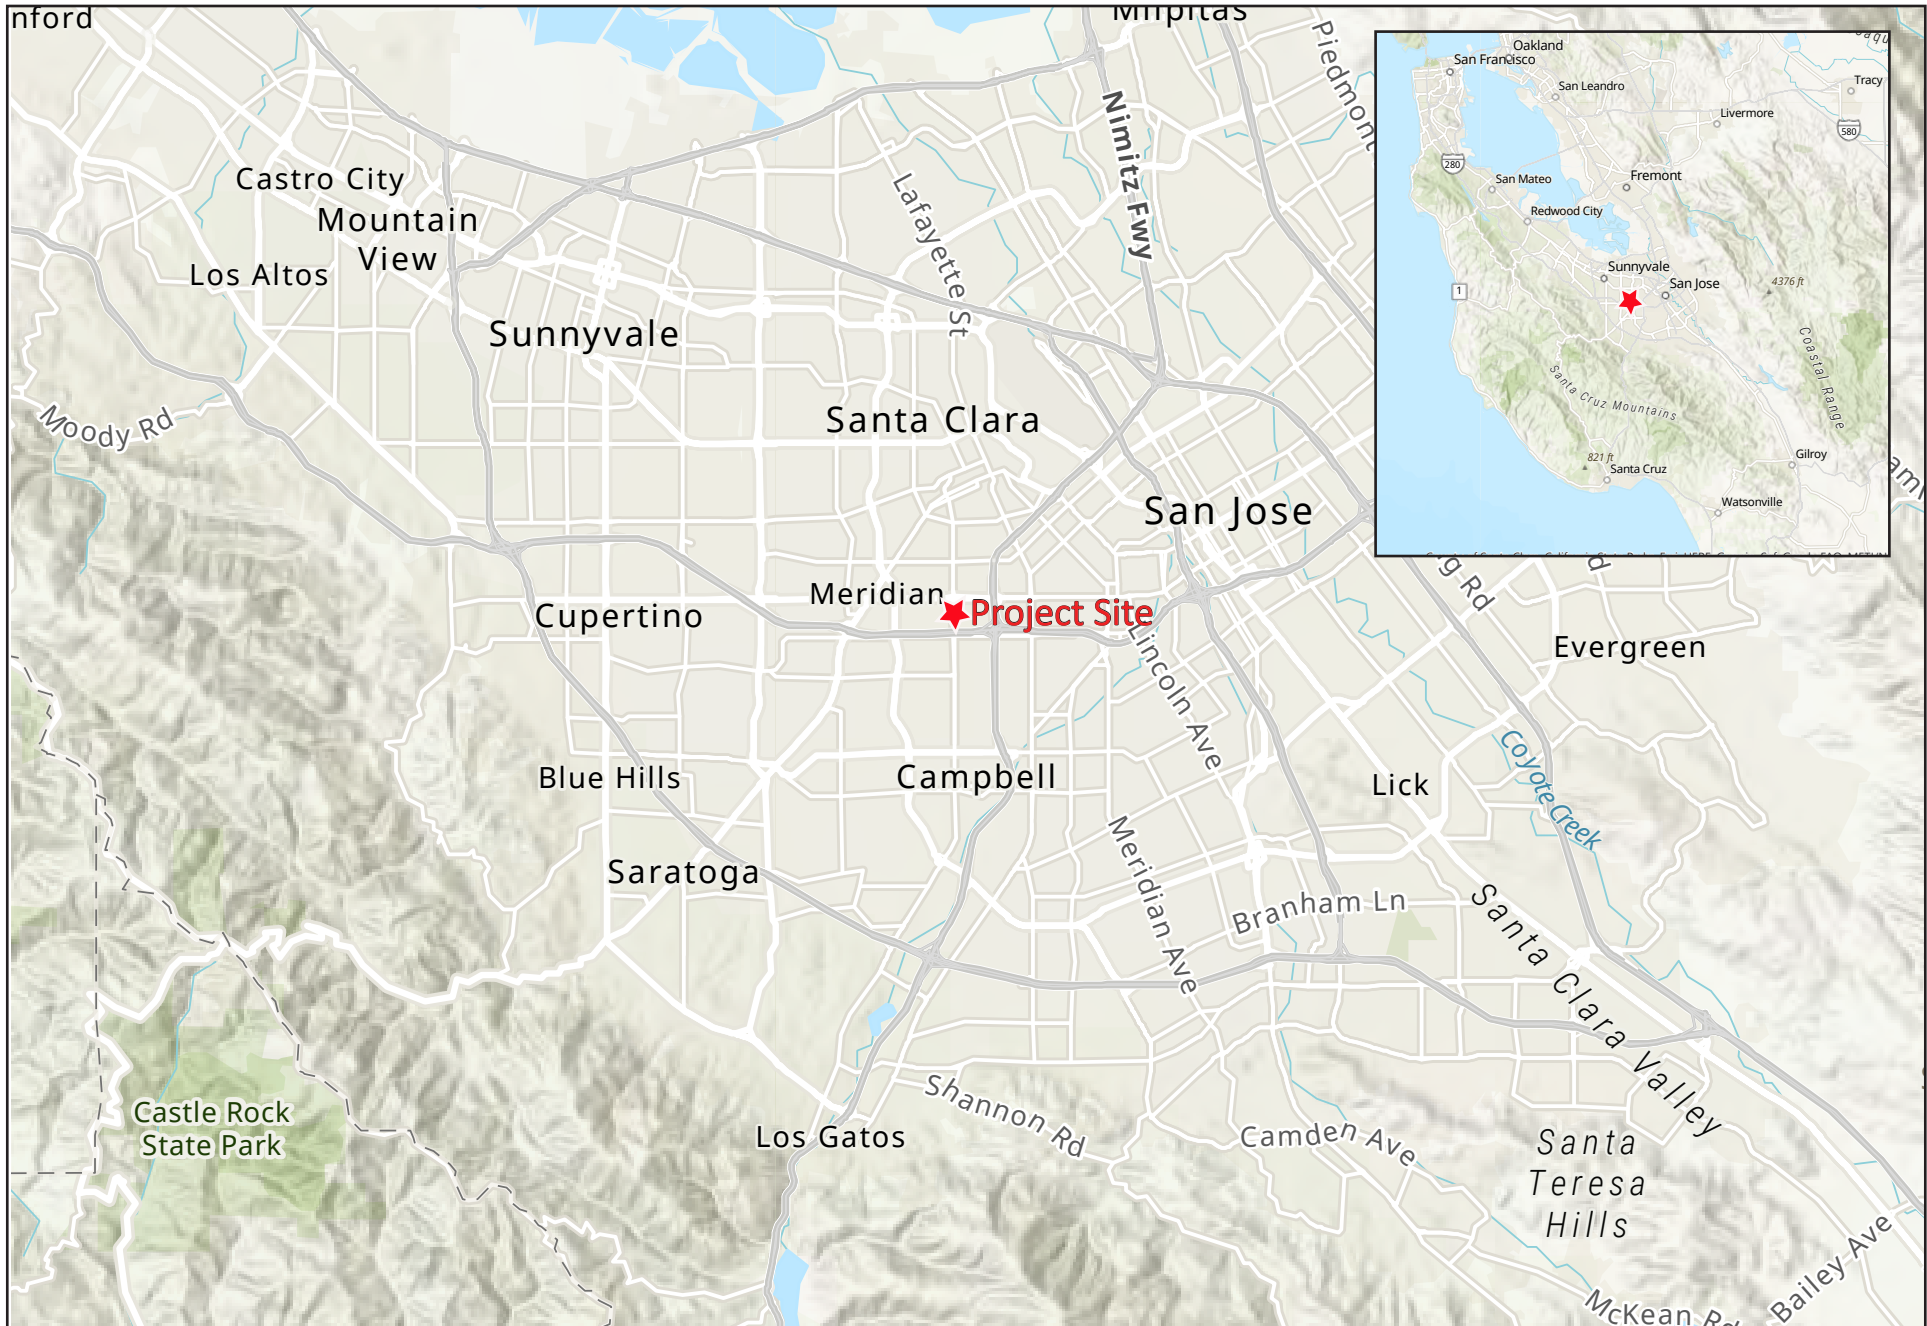 nford
Milpitas
Piedmont
Nimitz Fwy
Lafayette St
Castro City
Mountain
View
Los Altos
Sunnyvale
Moody Rd
Santa Clara
San Jose
Meridian
Project Site
Cupertino
Lincoln Ave
Evergreen
Blue Hills
Campbell
Lick
Coyote Creek
Saratoga
Meridian Ave
Branham Ln
Santa Clara Valley
Castle Rock
State Park
Los Gatos
Shannon Rd
Camden Ave
Santa
Teresa
Hills
McKean Rd
Bailey Ave
Oakland
San Francisco
San Leandro
Tracy
Livermore
580
280
San Mateo
Fremont
Redwood City
Sunnyvale
San Jose
4376 ft
1
Coastal Range
Santa Cruz Mountains
821 ft
Santa Cruz
Gilroy
Watsonville